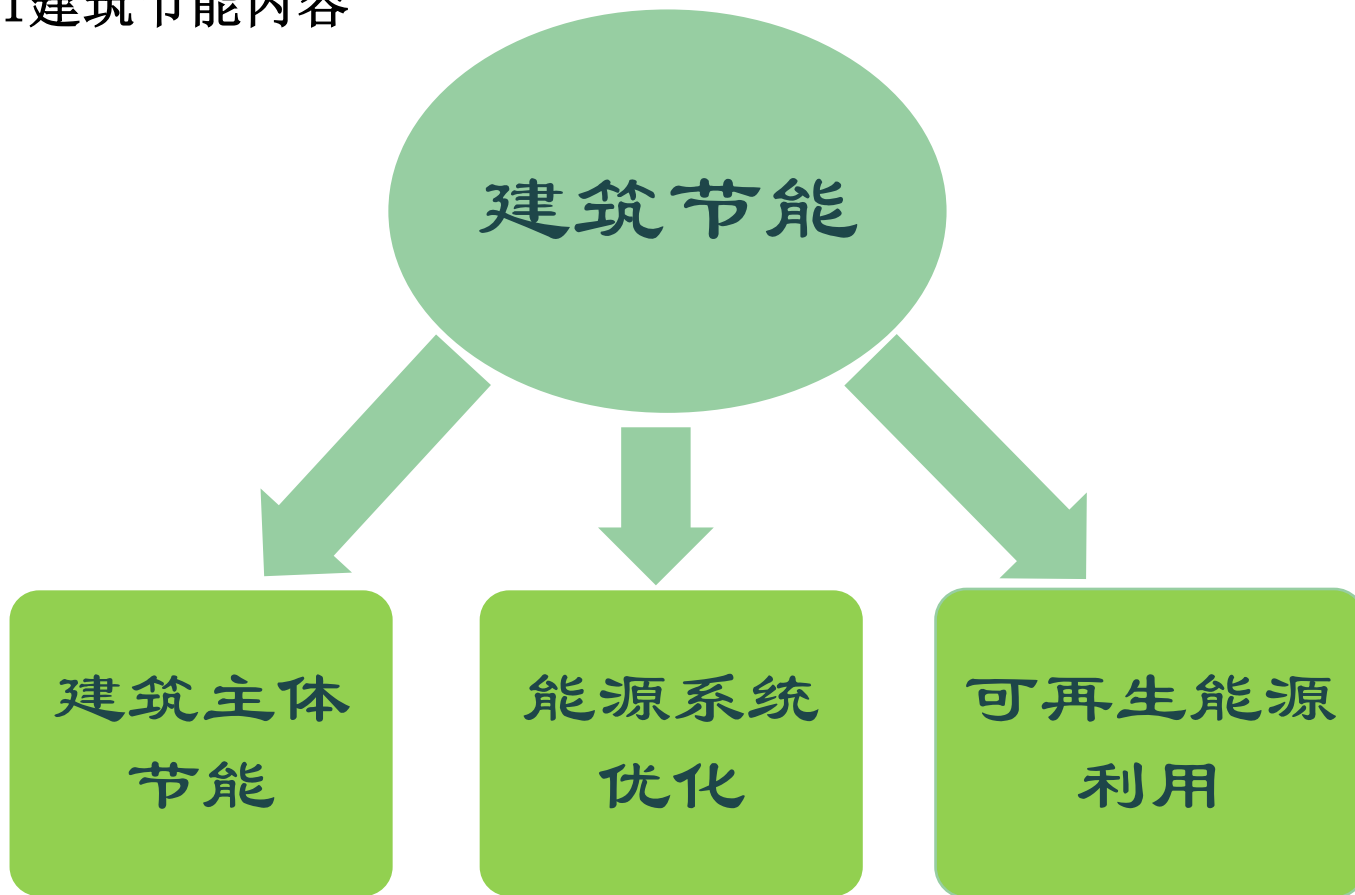 1建筑节能内容
建筑节能
建筑主体
节能
能源系统
优化
可再生能源
利用